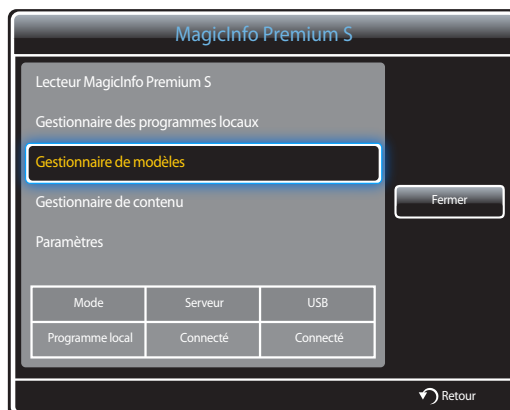 MagicInfo Premium S
Lecteur MagicInfo Premium S
Gestionnaire des programmes locaux
Gestionnaire de modèles
Gestionnaire de contenu
Fermer
Paramètres
Mode Serveur USB
Programme local Connecté Connecté
Retour